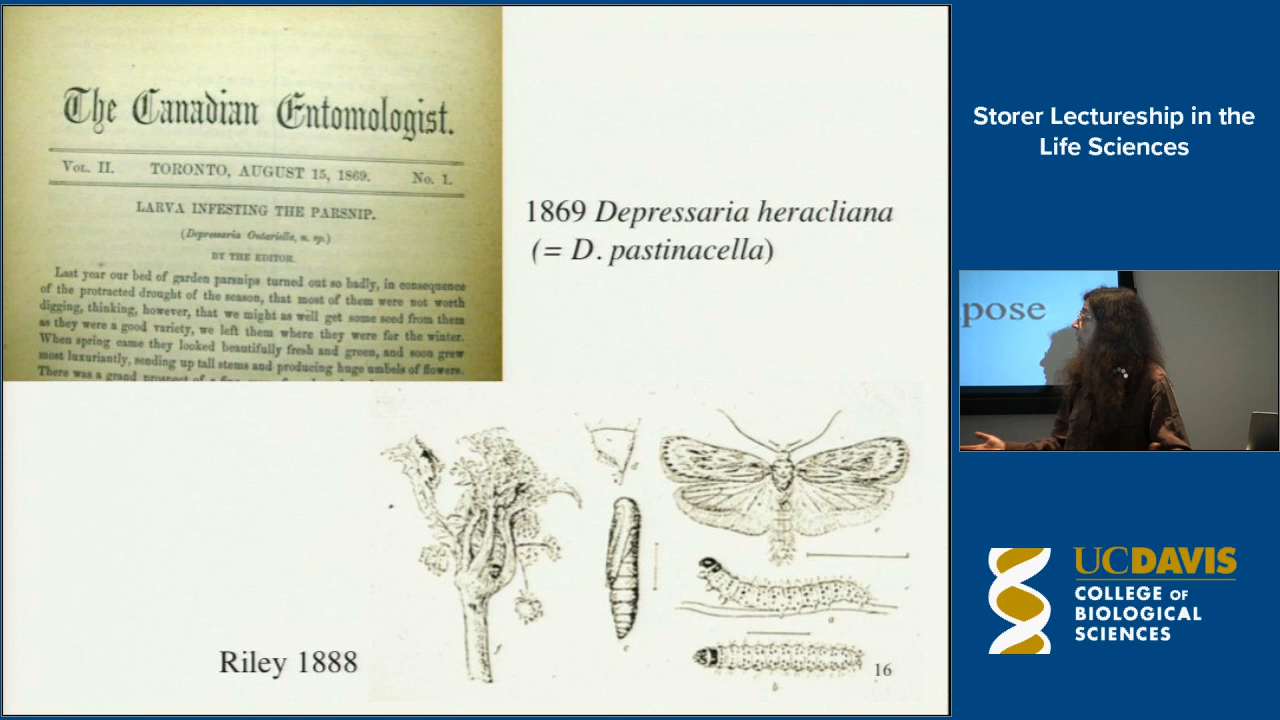 The Canadian Entomologist.
VOL. II. TORONTO, AUGUST 15, 1869. No. 1.
LARVA INFESTING THE PARSNIP.
(Depressaria Ontariella, n. sp.)
BY THE EDITOR.
Last year our bed of garden parsnips turned out so badly, in consequence
of the protracted drought of the season, that most of them were not worth
digging, thinking, however, that we might as well get some seed from them
as they were a good variety, we left them where they were for the winter.
When spring came they looked beautifully fresh and green, and soon grew
most luxuriantly, sending up tall stems and producing huge umbels of flowers.
There was a grand prospect of a fine
1869 Depressaria heracliana
(= D. pastinacella)
Riley 1888
16
Storer Lectureship in the
Life Sciences
pose
UCDAVIS
COLLEGE OF
BIOLOGICAL
SCIENCES